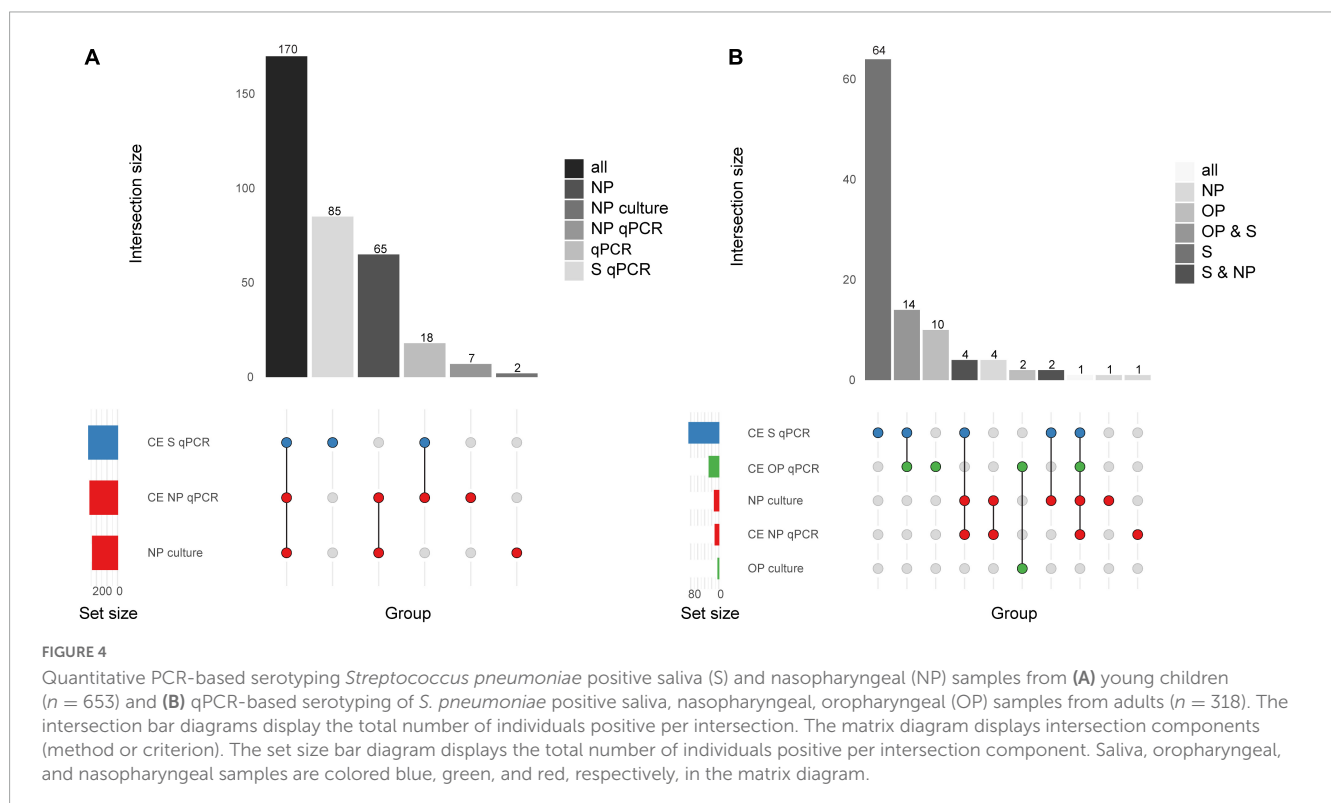 A
170
150
100
50
0
85
65
18
7
2
Intersection size
all
NP
NP culture
NP qPCR
qPCR
S qPCR
CE S qPCR
CE NP qPCR
NP culture
200 0
Set size
Group
B
64
60
40
20
0
14
10
4
4
2
2
1
1
1
Intersection size
all
NP
OP
OP & S
S
S & NP
CE S qPCR
CE OP qPCR
NP culture
CE NP qPCR
OP culture
80 0
Set size
Group
FIGURE 4
Quantitative PCR-based serotyping Streptococcus pneumoniae positive saliva (S) and nasopharyngeal (NP) samples from (A) young children
(n = 653) and (B) qPCR-based serotyping of S. pneumoniae positive saliva, nasopharyngeal, oropharyngeal (OP) samples from adults (n = 318). The
intersection bar diagrams display the total number of individuals positive per intersection. The matrix diagram displays intersection components
(method or criterion). The set size bar diagram displays the total number of individuals positive per intersection component. Saliva, oropharyngeal,
and nasopharyngeal samples are colored blue, green, and red, respectively, in the matrix diagram.